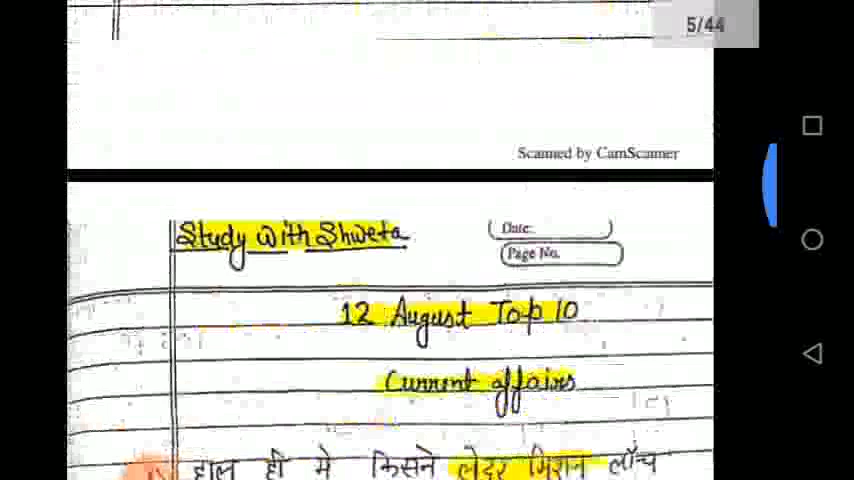 5/44
Scanned by CamScanner
Study with Shweta
Date:
Page No.
12 August Top 10
Current affairs
हाल ही मे किसने लेदर मिशन लॉंच